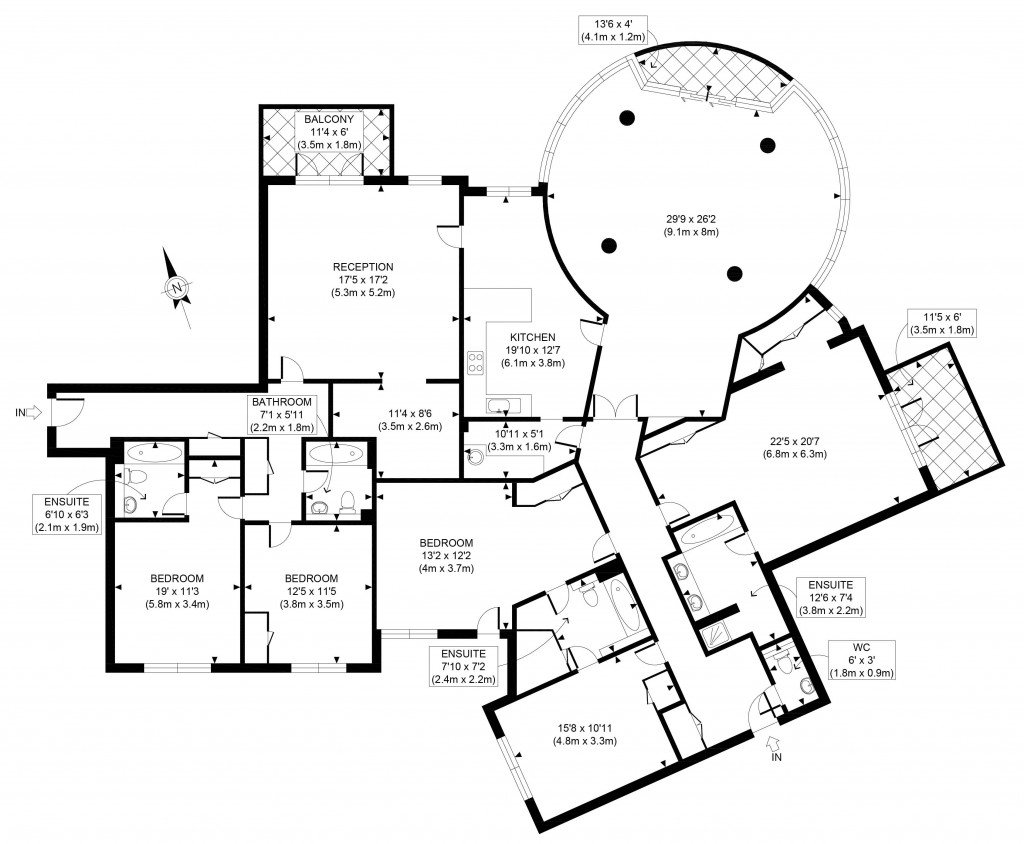 13'6 x 4'
(4.1m x 1.2m)
BALCONY
11'4 x 6'
(3.5m x 1.8m)
29'9 x 26'2
(9.1m x 8m)
RECEPTION
17'5 x 17'2
(5.3m x 5.2m)
N
KITCHEN
19'10 x 12'7
(6.1m x 3.8m)
11'5 x 6'
(3.5m x 1.8m)
IN
BATHROOM
7'1 x 5'11
(2.2m x 1.8m)
11'4 x 8'6
(3.5m x 2.6m)
10'11 x 5'1
(3.3m x 1.6m)
22'5 x 20'7
(6.8m x 6.3m)
ENSUITE
6'10 x 6'3
(2.1m x 1.9m)
BEDROOM
13'2 x 12'2
(4m x 3.7m)
BEDROOM
19' x 11'3
(5.8m x 3.4m)
BEDROOM
12'5 x 11'5
(3.8m x 3.5m)
ENSUITE
12'6 x 7'4
(3.8m x 2.2m)
ENSUITE
7'10 x 7'2
(2.4m x 2.2m)
WC
6' x 3'
(1.8m x 0.9m)
15'8 x 10'11
(4.8m x 3.3m)
IN